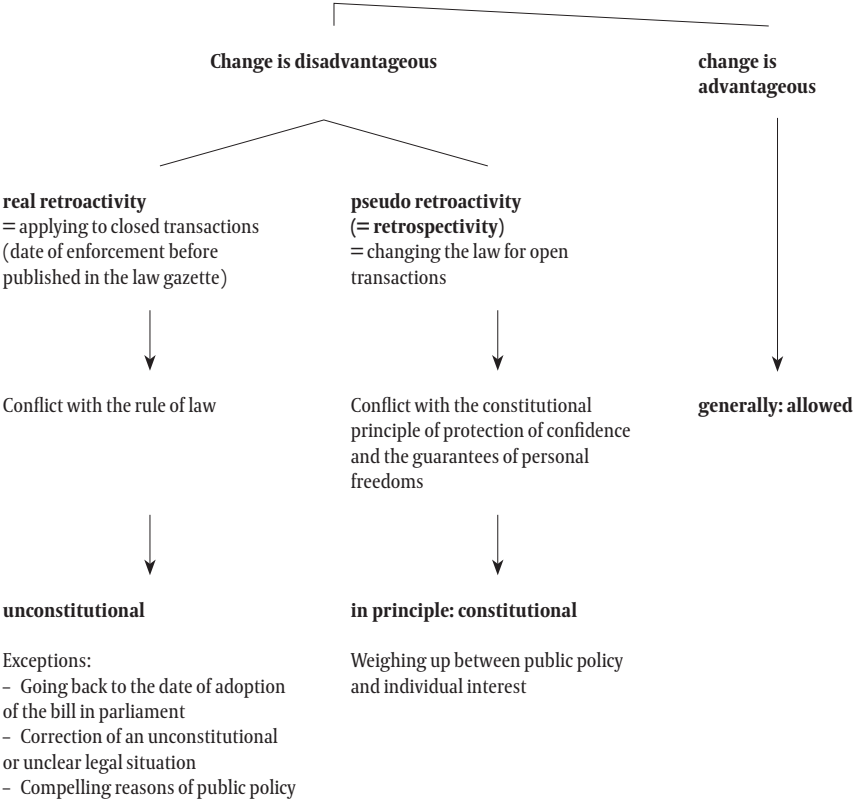 Change is disadvantageous
change is
advantageous
real retroactivity
= applying to closed transactions
(date of enforcement before
published in the law gazette)
pseudo retroactivity
(= retrospectivity)
= changing the law for open
transactions
Conflict with the rule of law
Conflict with the constitutional
principle of protection of confidence
and the guarantees of personal
freedoms
generally: allowed
unconstitutional
Exceptions:
– Going back to the date of adoption
of the bill in parliament
– Correction of an unconstitutional
or unclear legal situation
– Compelling reasons of public policy
in principle: constitutional
Weighing up between public policy
and individual interest